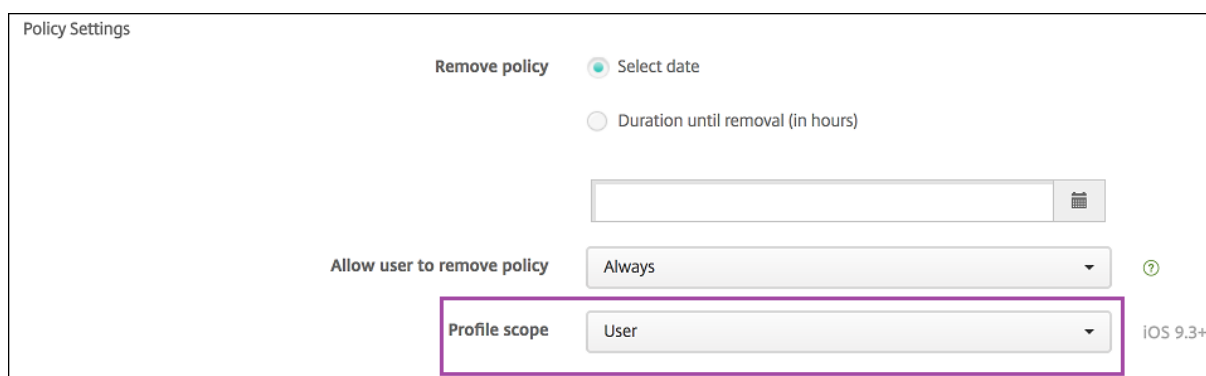 Policy Settings
Remove policy
Select date
Duration until removal (in hours)
Allow user to remove policy
Always
?
Profile scope
User
iOS 9.3+